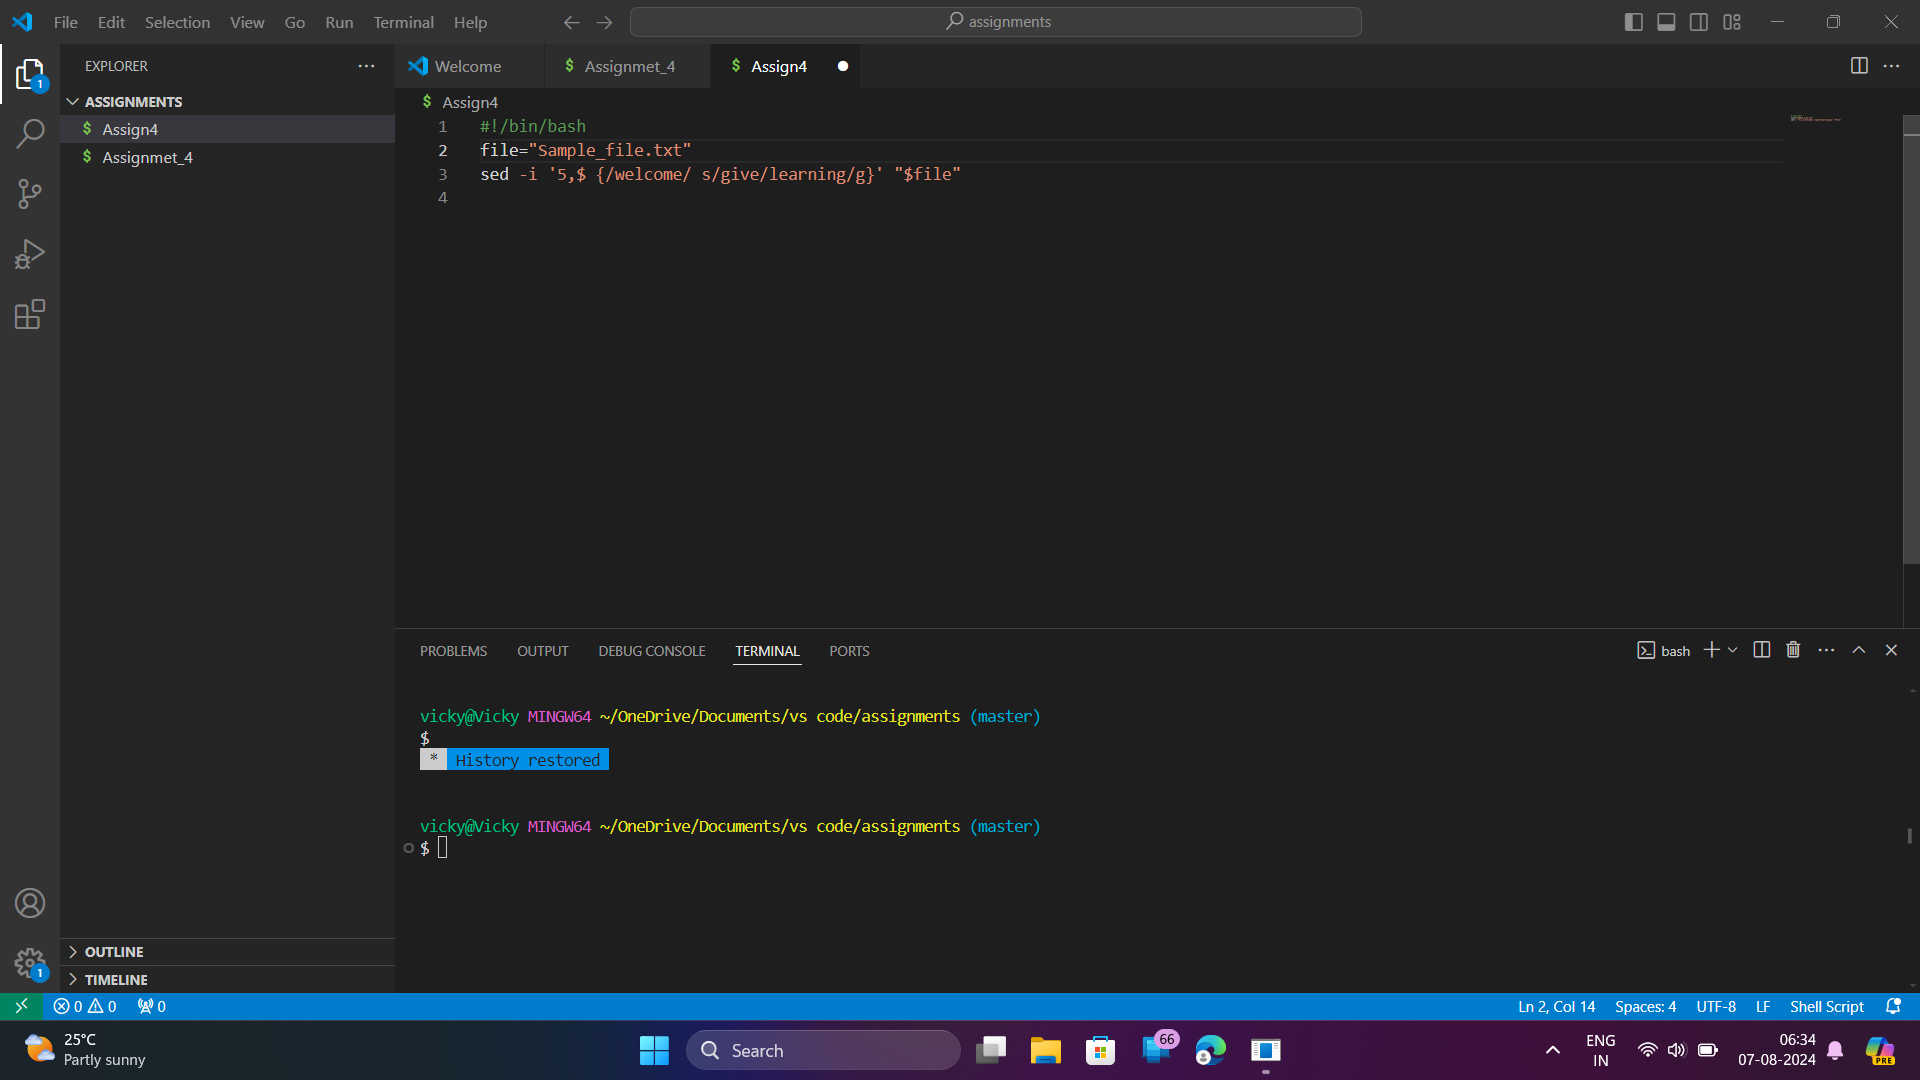 File Edit Selection View Go Run Terminal Help
assignments
EXPLORER
ASSIGNMENTS
$ Assign4
$ Assignmet_4
OUTLINE
TIMELINE
Welcome $ Assignmet_4 $ Assign4
$ Assign4
1 #!/bin/bash
2 file="Sample_file.txt"
3 sed -i '5,$ {/welcome/ s/give/learning/g}' "$file"
4
PROBLEMS OUTPUT DEBUG CONSOLE TERMINAL PORTS
bash
vicky@Vicky MINGW64 ~/OneDrive/Documents/vs code/assignments (master)
$
* History restored
vicky@Vicky MINGW64 ~/OneDrive/Documents/vs code/assignments (master)
$
1
1
0 0 0
Ln 2, Col 14 Spaces: 4 UTF-8 LF Shell Script
25°C
Partly sunny
Search
66
ENG
IN
06:34
07-08-2024
PRE